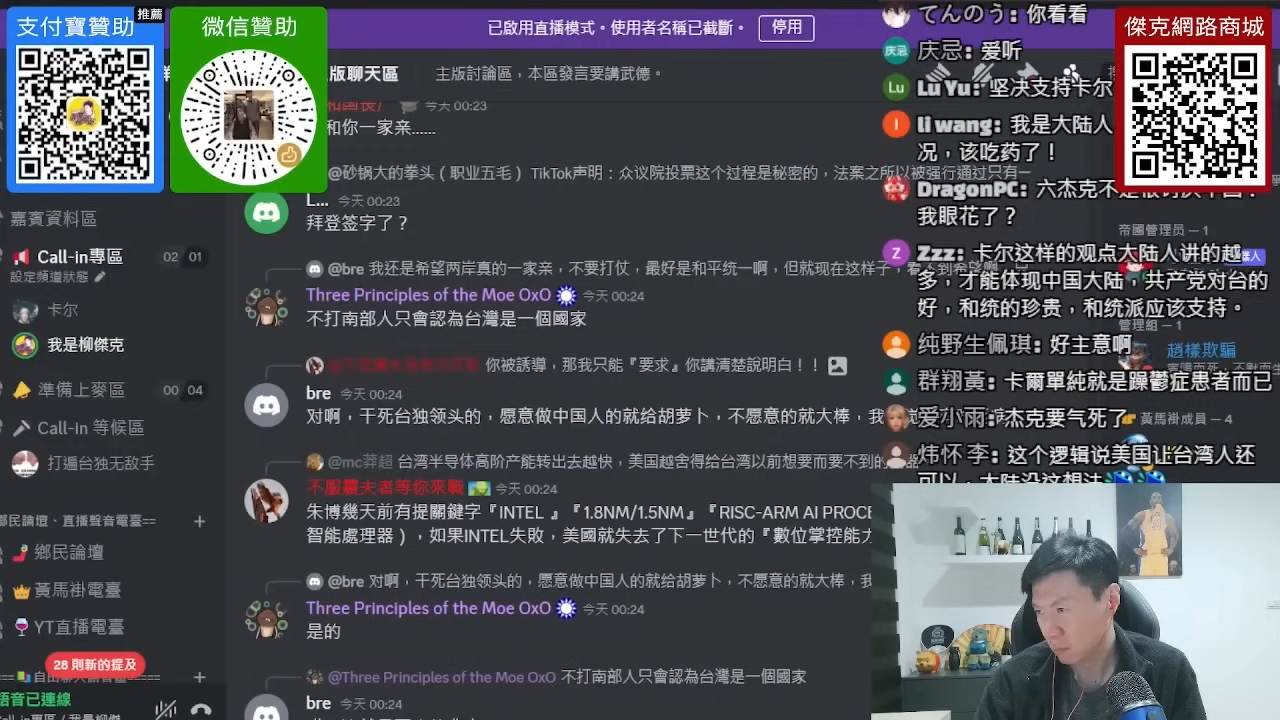 支付寶贊助
推薦
微信贊助
已啟用直播模式。使用者名稱已截斷。
停用
傑克網路商城
版聊天區
主版討論區，本區發言要講武德。
今天 00:23
和你一家亲......
@砂锅大的拳头（职业五毛） TikTok声明：众议院投票这个过程是秘密的，法案之所以被强行通过只有一
L... 今天 00:23
拜登签字了？
嘉賓資料區
Call-in專區
02 01
設定頻道狀態
卡尔
我是柳傑克
準備上麥區
00 04
Call-in 等候區
打遍台独无敌手
鄉民論壇、直播聲音電臺==
鄉民論壇
黃馬褂電臺
YT直播電臺
28 則新的提及
語音已連線
@bre 我还是希望两岸真的一家亲，不要打仗，最好是和平统一啊，但就现在这样子，
Three Principles of the Moe OxO 今天 00:24
不打南部人只會認為台灣是一個國家
你被誘導，那我只能『要求』你講清楚說明白！！
bre 今天 00:24
对啊，干死台独领头的，愿意做中国人的就给胡萝卜，不愿意的就大棒，我
@mc莽超 台湾半导体高阶产能转出去越快，美国越舍得给台湾以前想要而要不到的
不服震夫者等你來戰 今天 00:24
朱博幾天前有提關鍵字『INTEL 』『1.8NM/1.5NM』『RISC-ARM AI PROCE
智能處理器），如果INTEL失敗，美國就失去了下一世代的『數位掌控能力
@bre 对啊，干死台独领头的，愿意做中国人的就给胡萝卜，不愿意的就大棒，我
Three Principles of the Moe OxO 今天 00:24
是的
@Three Principles of the Moe OxO 不打南部人只會認為台灣是一個國家
bre 今天 00:24
てんのう：你看看
庆忌：爱听
Lu Yu：坚决支持卡尔
li wang：我是大陆人
况，该吃药了！
DragonPC：六杰克不是
我眼花了？
帝國管理員 — 1
Zzz：卡尔这样的观点大陆人讲的越
多，才能体现中国大陆，共产党对台的
好，和统的珍贵，和统派应该支持。
管理組 — 1
纯野生佩琪：好主意啊
趙樣欺騙
群翔黃：卡爾單純就是躁鬱症患者而已
爱小雨：杰克要气死了
黃馬褂成員 — 4
炜怀 李：这个逻辑说美国让台湾人还
可以，大陆没这想法